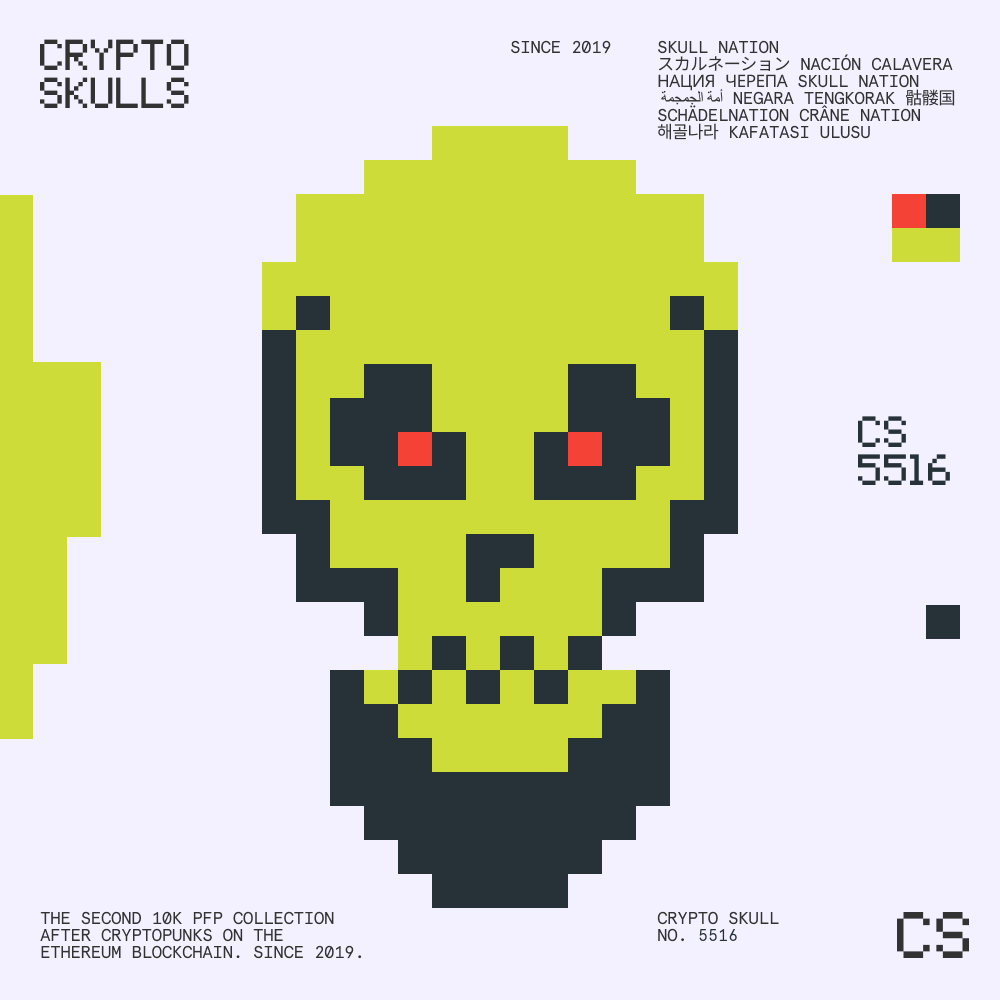 CRYPTO
SKULLS
SINCE 2019
SKULL NATION
スカルネーション NACIÓN CALAVERA
НАЦИЯ ЧЕРЕПА SKULL NATION
أمة الجمجمة NEGARA TENGKORAK 骷髅国
SCHÄDELNATION CRÂNE NATION
해골나라 KAFATASI ULUSU
CS
5516
THE SECOND 10K PFP COLLECTION
AFTER CRYPTOPUNKS ON THE
ETHEREUM BLOCKCHAIN. SINCE 2019.
CRYPTO SKULL
NO. 5516
CS